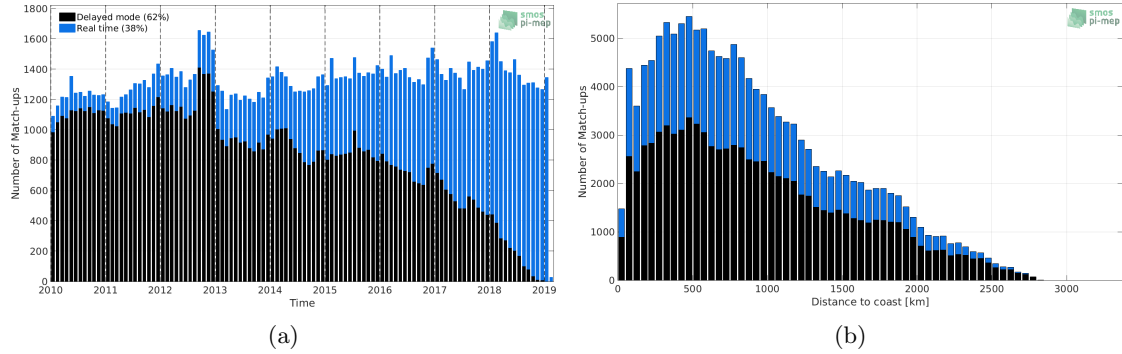 Delayed mode (62%)
Real time (38%)
smos
pi-mep
Number of Match-ups
1800
1600
1400
1200
1000
800
600
400
200
0
2010 2011 2012 2013 2014 2015 2016 2017 2018 2019
Time
(a)
smos
pi-mep
Number of Match-ups
5000
4000
3000
2000
1000
0
0 500 1000 1500 2000 2500 3000
Distance to coast [km]
(b)